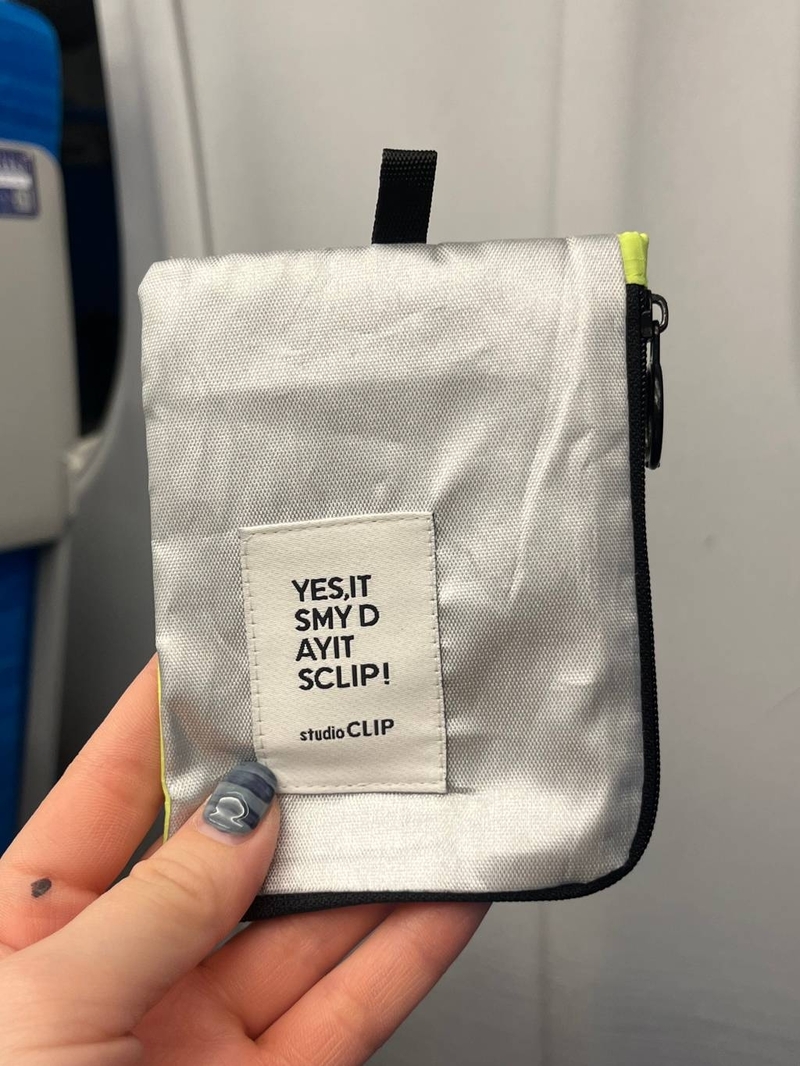 YES,IT
SMY D
AYIT
SCLIP!
studio CLIP